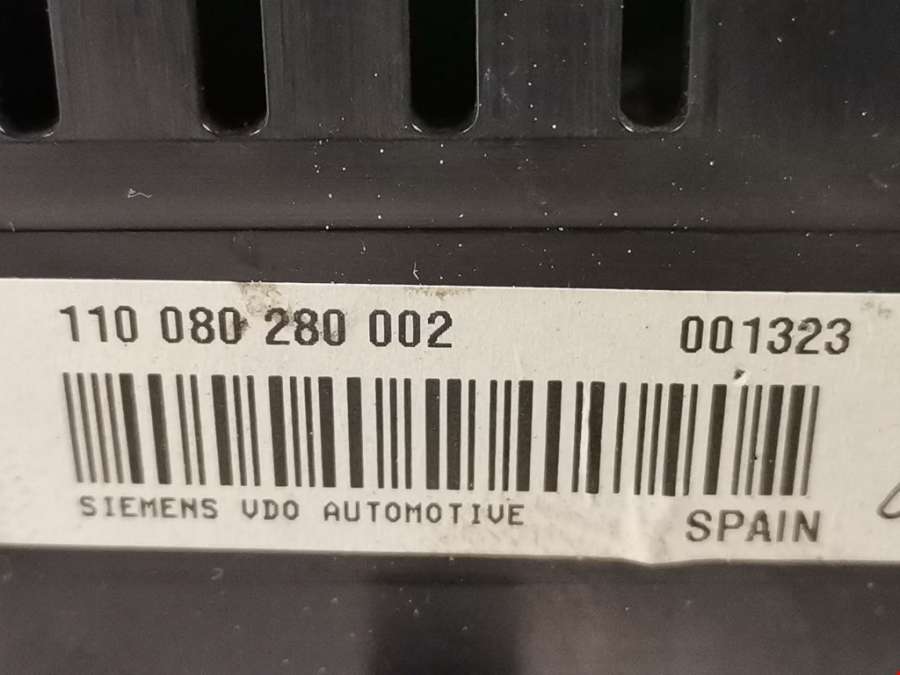 110 080 280 002 001323
SIEMENS VDO AUTOMOTIVE SPAIN